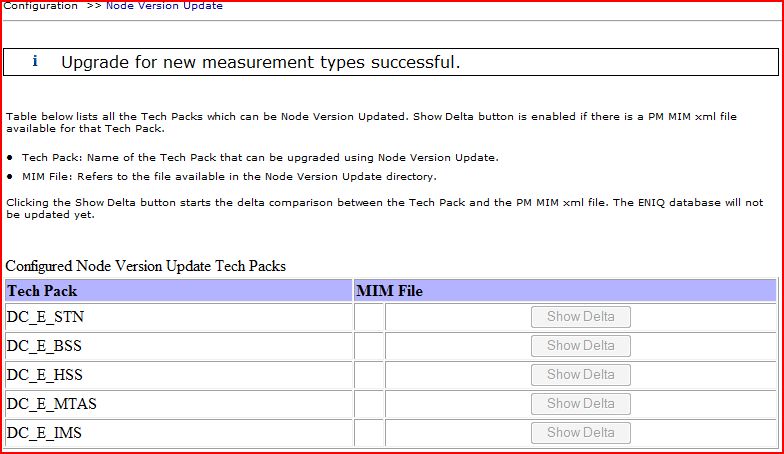 Configuration >> Node Version Update
i Upgrade for new measurement types successful.
Table below lists all the Tech Packs which can be Node Version Updated. Show Delta button is enabled if there is a PM MIM xml file
available for that Tech Pack.
• Tech Pack: Name of the Tech Pack that can be upgraded using Node Version Update.
• MIM File: Refers to the file available in the Node Version Update directory.
Clicking the Show Delta button starts the delta comparison between the Tech Pack and the PM MIM xml file. The ENIQ database will not
be updated yet.
Configured Node Version Update Tech Packs
Tech Pack MIM File
DC_E_STN Show Delta
DC_E_BSS Show Delta
DC_E_HSS Show Delta
DC_E_MTAS Show Delta
DC_E_IMS Show Delta